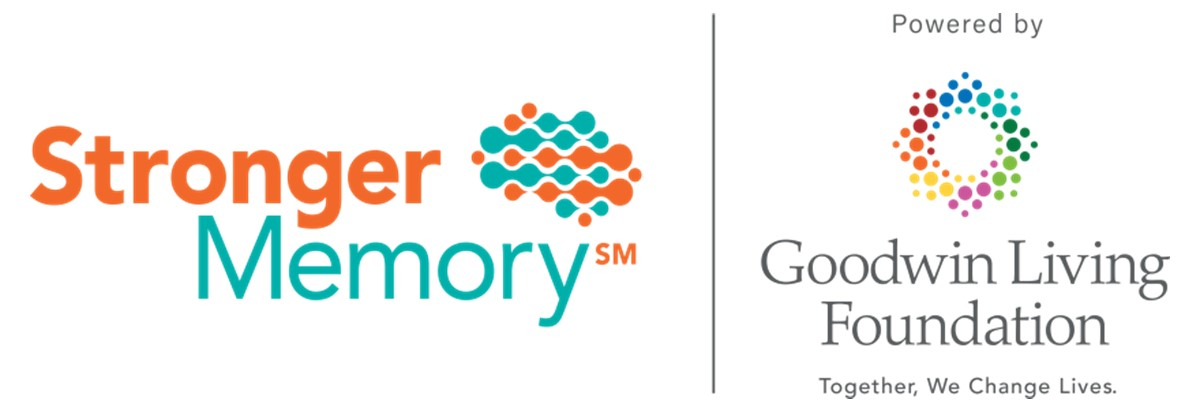 Stronger
Memory℠
Powered by
Goodwin Living
Foundation
Together, We Change Lives.